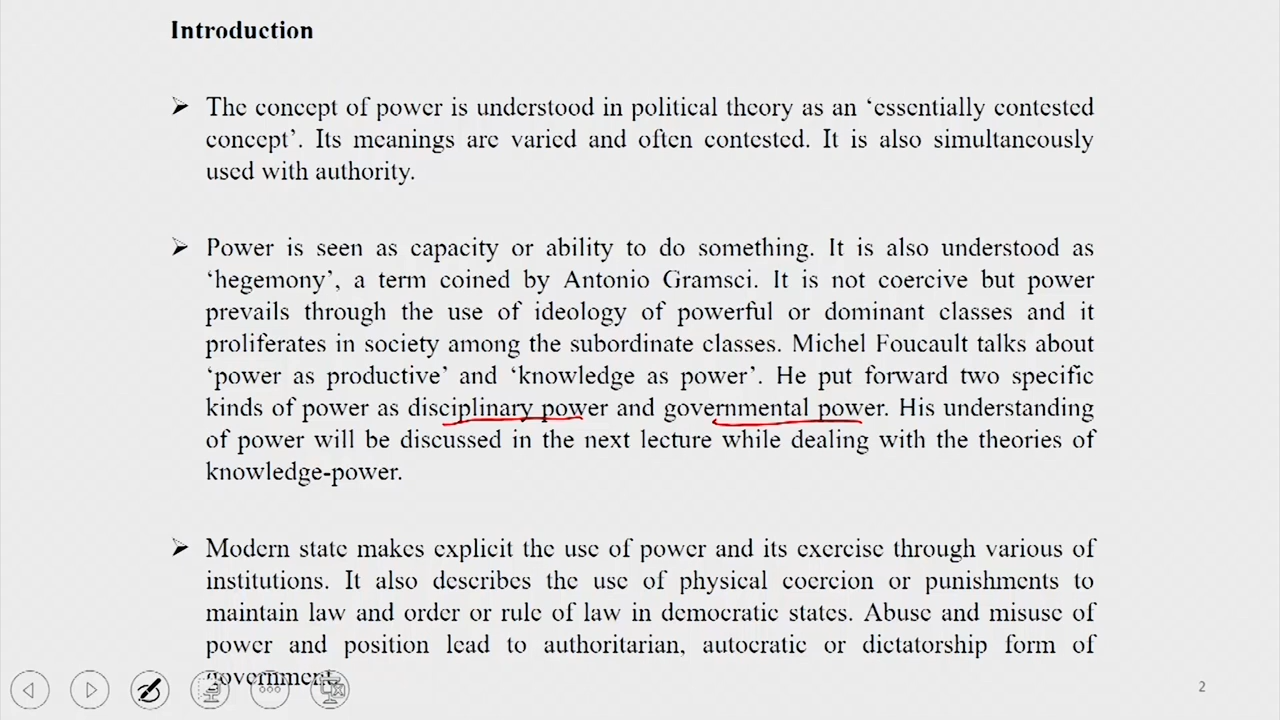 Introduction
➢ The concept of power is understood in political theory as an ‘essentially contested
concept’. Its meanings are varied and often contested. It is also simultaneously
used with authority.
➢ Power is seen as capacity or ability to do something. It is also understood as
‘hegemony’, a term coined by Antonio Gramsci. It is not coercive but power
prevails through the use of ideology of powerful or dominant classes and it
proliferates in society among the subordinate classes. Michel Foucault talks about
‘power as productive’ and ‘knowledge as power’. He put forward two specific
kinds of power as disciplinary power and governmental power. His understanding
of power will be discussed in the next lecture while dealing with the theories of
knowledge-power.
➢ Modern state makes explicit the use of power and its exercise through various of
institutions. It also describes the use of physical coercion or punishments to
maintain law and order or rule of law in democratic states. Abuse and misuse of
power and position lead to authoritarian, autocratic or dictatorship form of
government.
2